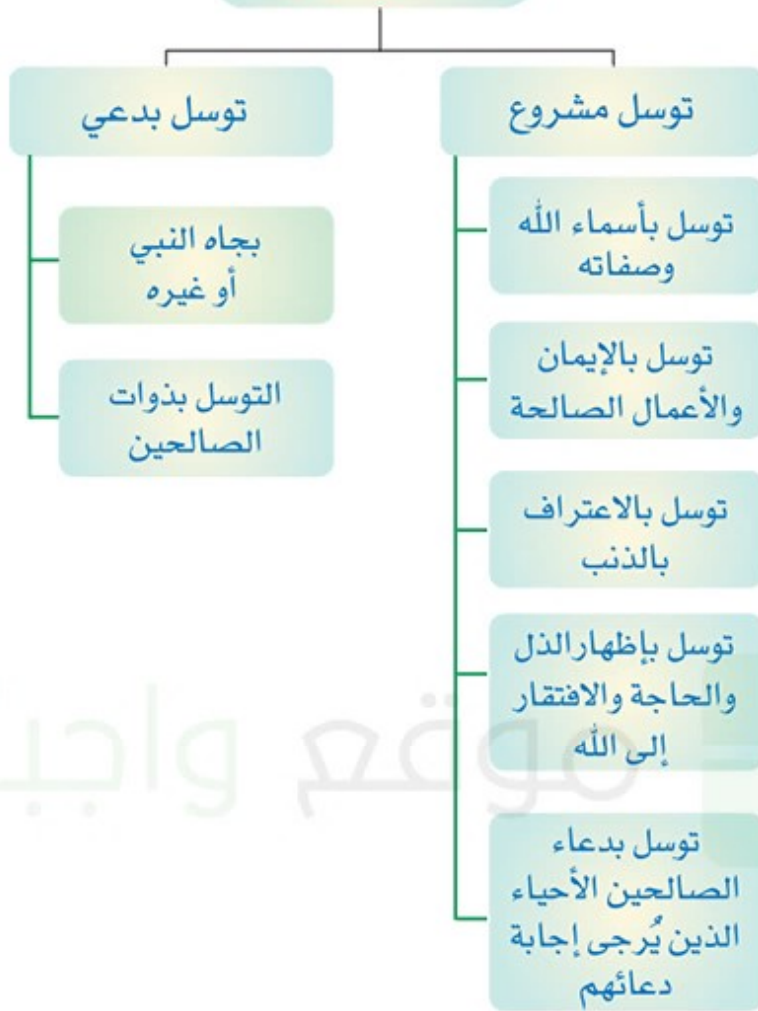 توسل مشروع
توسل بأسماء الله
وصفاته
توسل بالإيمان
والأعمال الصالحة
توسل بالاعتراف
بالذنب
توسل بإظهار الذل
والحاجة والافتقار
إلى الله
توسل بدعاء
الصالحين الأحياء
الذين يُرجى إجابة
دعائهم
توسل بدعي
بجاه النبي
أو غيره
التوسل بذوات
الصالحين
موقع